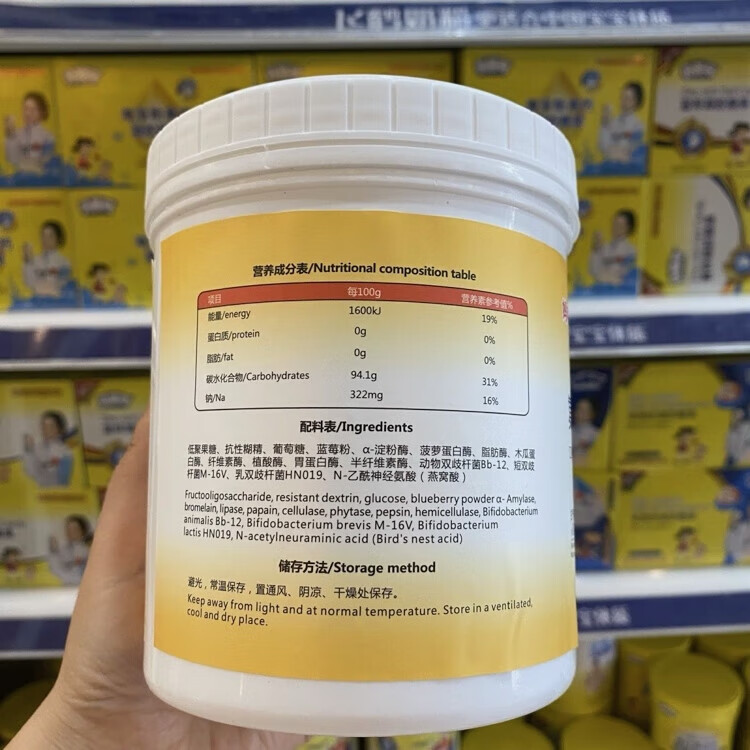 营养成分表/Nutritional composition table
项目 每100g 营养素参考值%
能量/energy 1600kJ 19%
蛋白质/protein 0g 0%
脂肪/fat 0g 0%
碳水化合物/Carbohydrates 94.1g 31%
钠/Na 322mg 16%
配料表/Ingredients
低聚果糖、抗性糊精、葡萄糖、蓝莓粉、α-淀粉酶、菠萝蛋白酶、脂肪酶、木瓜蛋
白酶、纤维素酶、植酸酶、胃蛋白酶、半纤维素酶、动物双歧杆菌Bb-12、短双歧
杆菌M-16V、乳双歧杆菌HN019、N-乙酰神经氨酸（燕窝酸）
Fructooligosaccharide, resistant dextrin, glucose, blueberry powder α- Amylase,
bromelain, lipase, papain, cellulase, phytase, pepsin, hemicellulase, Bifidobacterium
animalis Bb-12, Bifidobacterium brevis M-16V, Bifidobacterium
lactis HN019, N-acetylneuraminic acid (Bird's nest acid)
储存方法/Storage method
避光，常温保存，置通风、阴凉、干燥处保存。
Keep away from light and at normal temperature. Store in a ventilated,
cool and dry place.